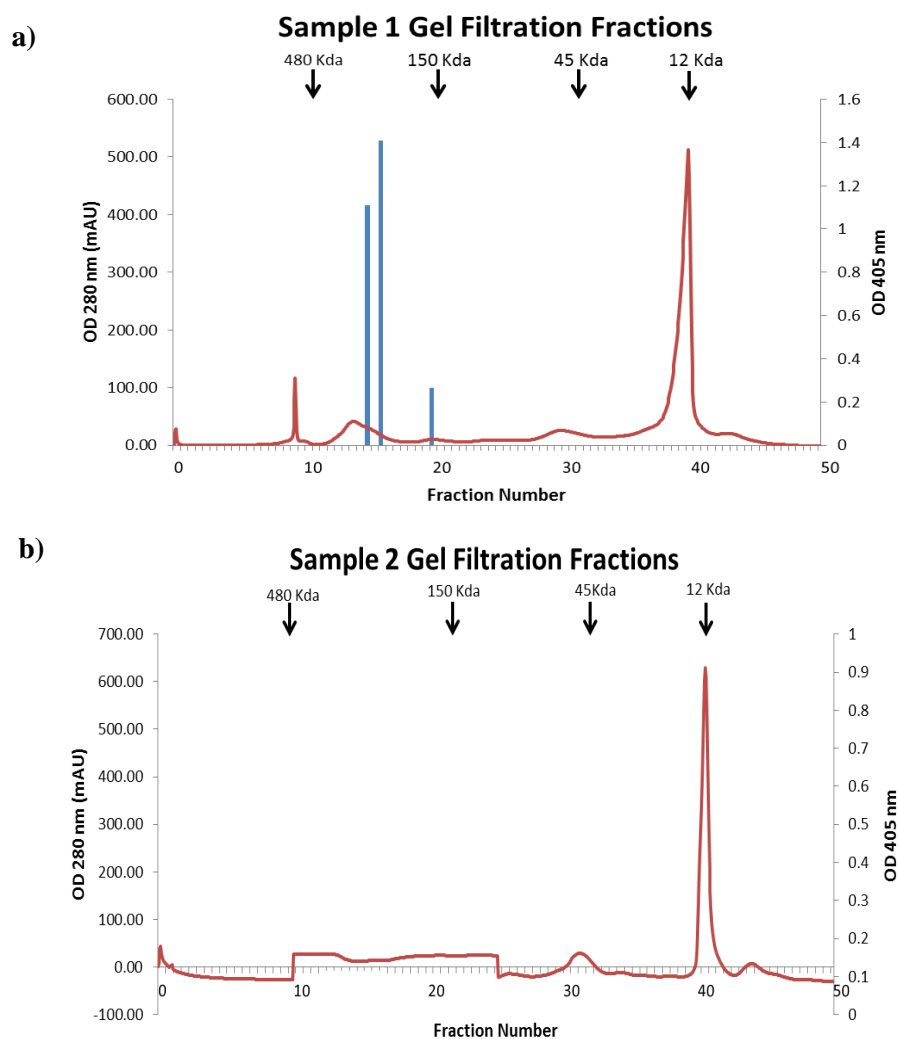 a)
Sample 1 Gel Filtration Fractions
480 Kda 150 Kda 45 Kda 12 Kda
600.00
500.00
400.00
300.00
200.00
100.00
0.00
OD 280 nm (mAU)
1.6
1.4
1.2
1
0.8
0.6
0.4
0.2
0
OD 405 nm
0 10 20 30 40 50
Fraction Number
b)
Sample 2 Gel Filtration Fractions
480 Kda 150 Kda 45Kda 12 Kda
700.00
600.00
500.00
400.00
300.00
200.00
100.00
0.00
-100.00
OD 280 nm (mAU)
1
0.9
0.8
0.7
0.6
0.5
0.4
0.3
0.2
0.1
0
OD 405 nm
0 10 20 30 40 50
Fraction Number